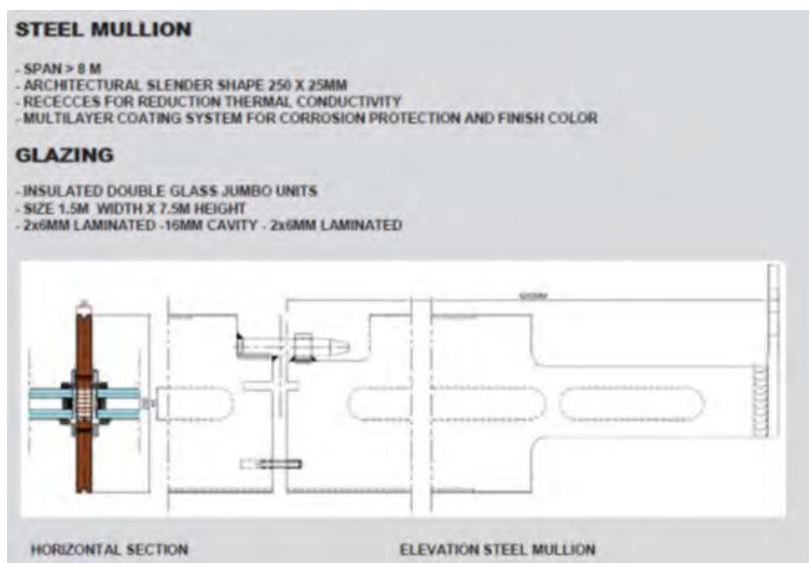 STEEL MULLION
- SPAN > 8 M
- ARCHITECTURAL SLENDER SHAPE 250 X 25MM
- RECECCES FOR REDUCTION THERMAL CONDUCTIVITY
- MULTILAYER COATING SYSTEM FOR CORROSION PROTECTION AND FINISH COLOR
GLAZING
- INSULATED DOUBLE GLASS JUMBO UNITS
- SIZE 1.5M WIDTH X 7.5M HEIGHT
- 2x6MM LAMINATED -16MM CAVITY - 2x6MM LAMINATED
HORIZONTAL SECTION
ELEVATION STEEL MULLION